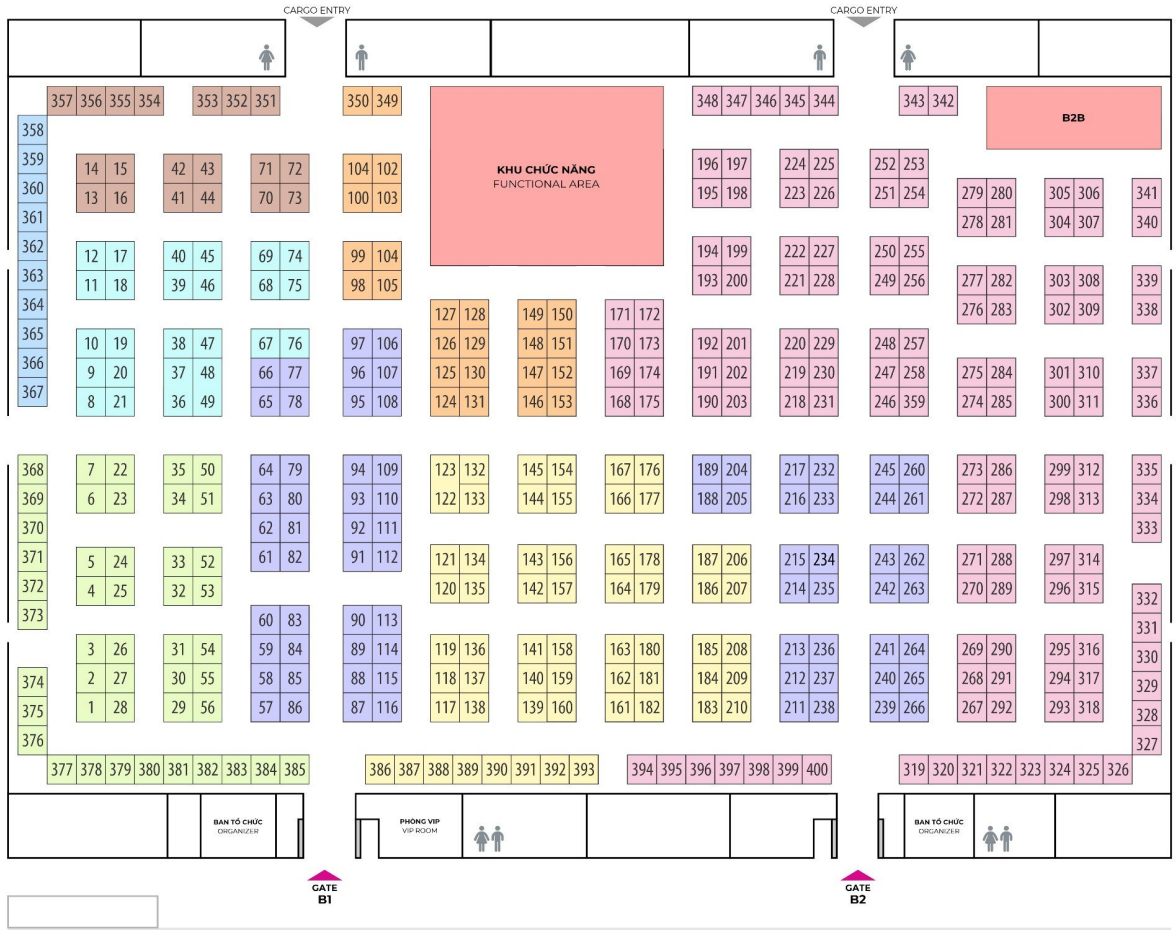 CARGO ENTRY CARGO ENTRY
357 356 355 354 353 352 351 350 349 348 347 346 345 344 343 342
B2B
358
359
360
361
362
363
364
365
366
367
KHU CHỨC NĂNG
FUNCTIONAL AREA
14 15 42 43 71 72 104 102 196 197 224 225 252 253
13 16 41 44 70 73 100 103 195 198 223 226 251 254
279 280 305 306 341
278 281 304 307 340
12 17 40 45 69 74 99 104 194 199 222 227 250 255
11 18 39 46 68 75 98 105 193 200 221 228 249 256
277 282 303 308 339
276 283 302 309 338
127 128 149 150 171 172
10 19 38 47 67 76 97 106 126 129 148 151 170 173 192 201 220 229 248 257
9 20 37 48 66 77 96 107 125 130 147 152 169 174 191 202 219 230 247 258 275 284 301 310 337
8 21 36 49 65 78 95 108 124 131 146 153 168 175 190 203 218 231 246 359 274 285 300 311 336
368 7 22 35 50 64 79 94 109 123 132 145 154 167 176 189 204 217 232 245 260 273 286 299 312 335
369 6 23 34 51 63 80 93 110 122 133 144 155 166 177 188 205 216 233 244 261 272 287 298 313 334
370 62 81 92 111 333
371 5 24 33 52 61 82 91 112 121 134 143 156 165 178 187 206 215 234 243 262 271 288 297 314
372 4 25 32 53 120 135 142 157 164 179 186 207 214 235 242 263 270 289 296 315
373 60 83 90 113 332
331
3 26 31 54 59 84 89 114 119 136 141 158 163 180 185 208 213 236 241 264 269 290 295 316 330
374 2 27 30 55 58 85 88 115 118 137 140 159 162 181 184 209 212 237 240 265 268 291 294 317 329
375 1 28 29 56 57 86 87 116 117 138 139 160 161 182 183 210 211 238 239 266 267 292 293 318 328
376 327
377 378 379 380 381 382 383 384 385 386 387 388 389 390 391 392 393 394 395 396 397 398 399 400 319 320 321 322 323 324 325 326
BAN TỔ CHỨC
ORGANIZER
PHÒNG VIP
VIP ROOM
BAN TỔ CHỨC
ORGANIZER
GATE
B1
GATE
B2